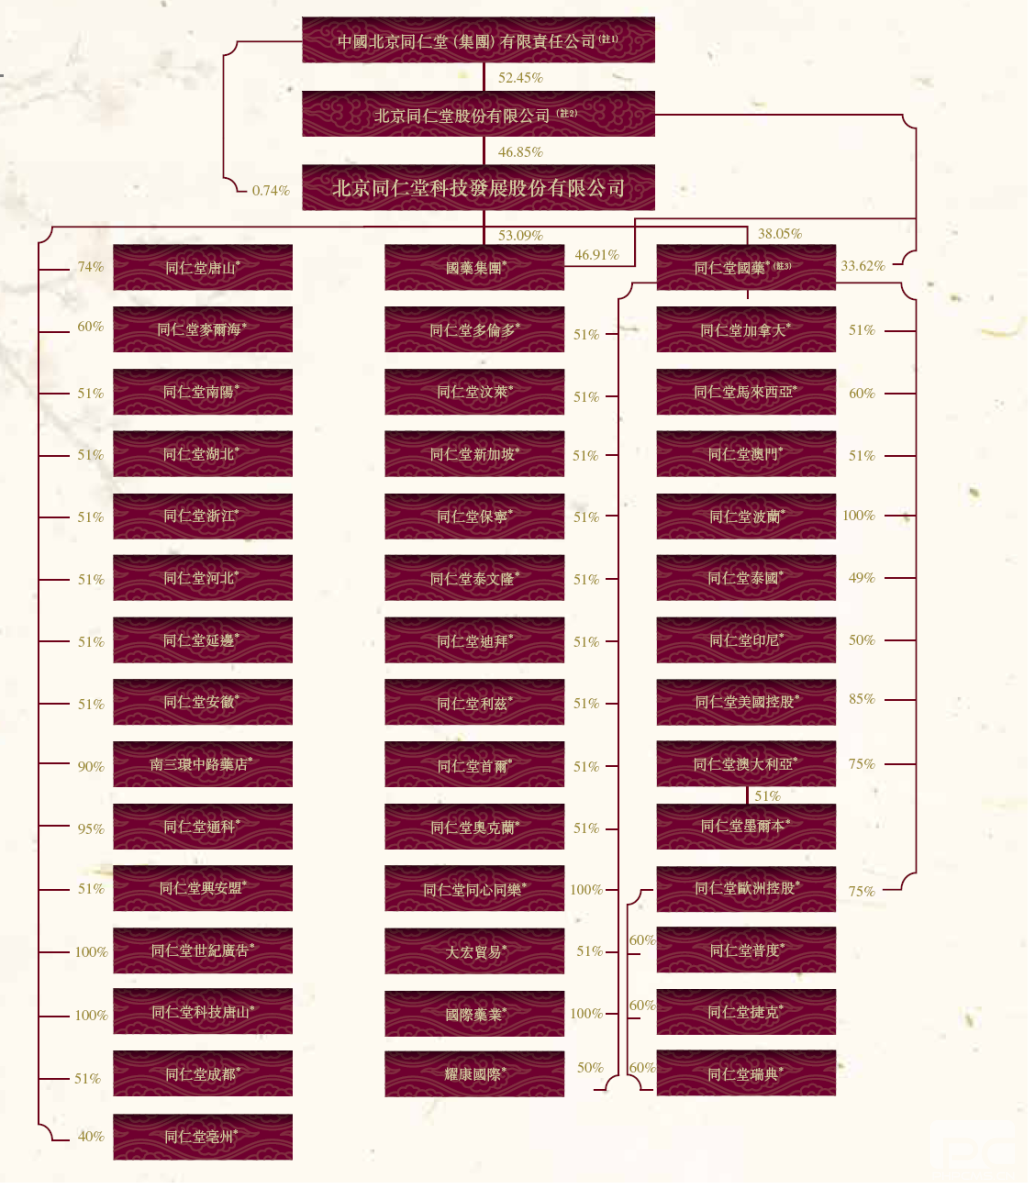 中國北京同仁堂 (集團) 有限責任公司 (註1)
52.45%
北京同仁堂股份有限公司 (註2)
46.85%
北京同仁堂科技發展股份有限公司
0.74%
53.09%
46.91%
38.05%
33.62%
74%
同仁堂唐山*
國藥集團*
同仁堂國藥* (註3)
60%
同仁堂麥爾海*
同仁堂多倫多*
51%
同仁堂加拿大*
51%
51%
同仁堂南陽*
同仁堂汶萊*
51%
同仁堂馬來西亞*
60%
51%
同仁堂湖北*
同仁堂新加坡*
51%
同仁堂澳門*
51%
51%
同仁堂浙江*
同仁堂保寧*
51%
同仁堂波蘭*
100%
51%
同仁堂河北*
同仁堂泰文隆*
51%
同仁堂泰國*
49%
51%
同仁堂延邊*
同仁堂迪拜*
51%
同仁堂印尼*
50%
51%
同仁堂安徽*
同仁堂利茲*
51%
同仁堂美國控股*
85%
90%
南三環中路藥店*
同仁堂首爾*
51%
同仁堂澳大利亞*
75%
51%
95%
同仁堂通科*
同仁堂奧克蘭*
51%
同仁堂墨爾本*
51%
同仁堂興安盟*
同仁堂同心同樂*
100%
同仁堂歐洲控股*
75%
100%
同仁堂世紀廣告*
大宏貿易*
51%
60%
同仁堂普度*
100%
同仁堂科技唐山*
國際藥業*
100%
60%
同仁堂捷克*
51%
同仁堂成都*
耀康國際*
50%
60%
同仁堂瑞典*
40%
同仁堂亳州*